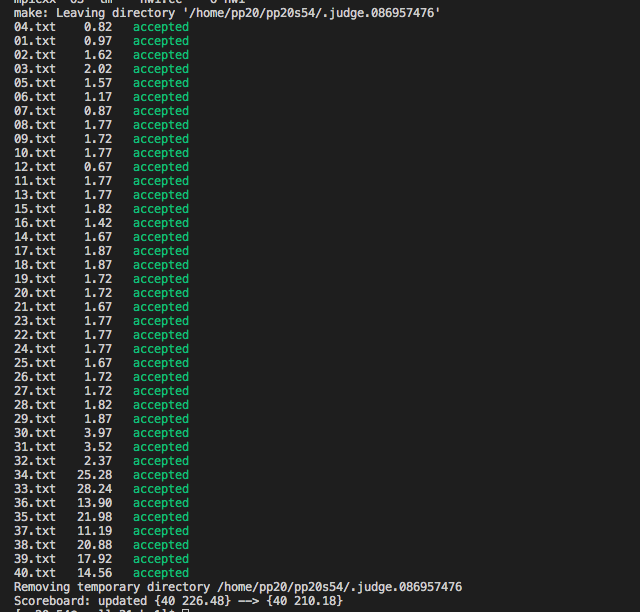 make: Leaving directory '/home/pp20/pp20s54/.judge.086957476'
04.txt 0.82 accepted
01.txt 0.97 accepted
02.txt 1.62 accepted
03.txt 2.02 accepted
05.txt 1.57 accepted
06.txt 1.17 accepted
07.txt 0.87 accepted
08.txt 1.77 accepted
09.txt 1.72 accepted
10.txt 1.77 accepted
12.txt 0.67 accepted
11.txt 1.77 accepted
13.txt 1.77 accepted
15.txt 1.82 accepted
16.txt 1.42 accepted
14.txt 1.67 accepted
17.txt 1.87 accepted
18.txt 1.87 accepted
19.txt 1.72 accepted
20.txt 1.72 accepted
21.txt 1.67 accepted
23.txt 1.77 accepted
22.txt 1.77 accepted
24.txt 1.77 accepted
25.txt 1.67 accepted
26.txt 1.72 accepted
27.txt 1.72 accepted
28.txt 1.82 accepted
29.txt 1.87 accepted
30.txt 3.97 accepted
31.txt 3.52 accepted
32.txt 2.37 accepted
34.txt 25.28 accepted
33.txt 28.24 accepted
36.txt 13.90 accepted
35.txt 21.98 accepted
37.txt 11.19 accepted
38.txt 20.88 accepted
39.txt 17.92 accepted
40.txt 14.56 accepted
Removing temporary directory /home/pp20/pp20s54/.judge.086957476
Scoreboard: updated {40 226.48} --> {40 210.18}